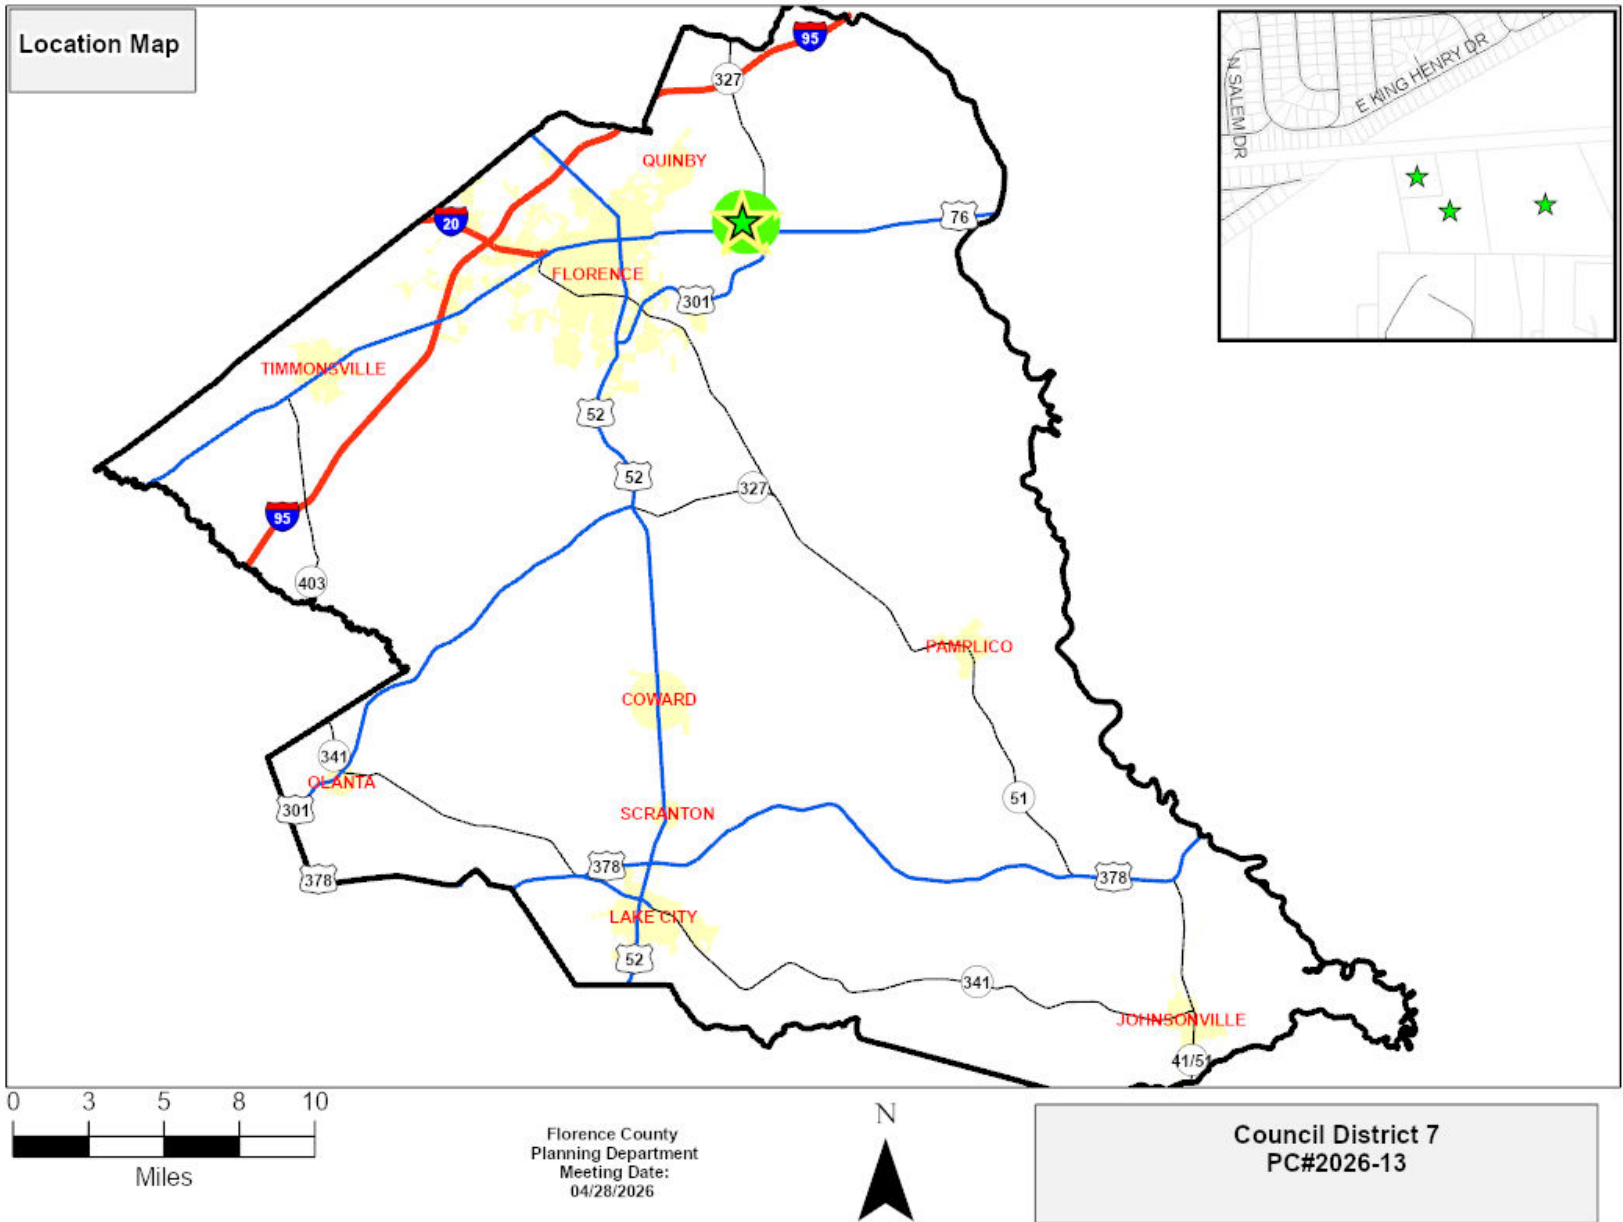 Location Map
95
327
N SALEM DR
E KING HENRY DR
QUINBY
20
76
FLORENCE
301
TIMMONSVILLE
52
52
327
95
403
PAMPLICO
COWARD
341
OLANTA
301
51
SCRANTON
378
378
378
LAKE CITY
52
341
JOHNSONVILLE
41/51
0 3 5 8 10
Miles
Florence County
Planning Department
Meeting Date:
04/28/2026
N
Council District 7
PC#2026-13